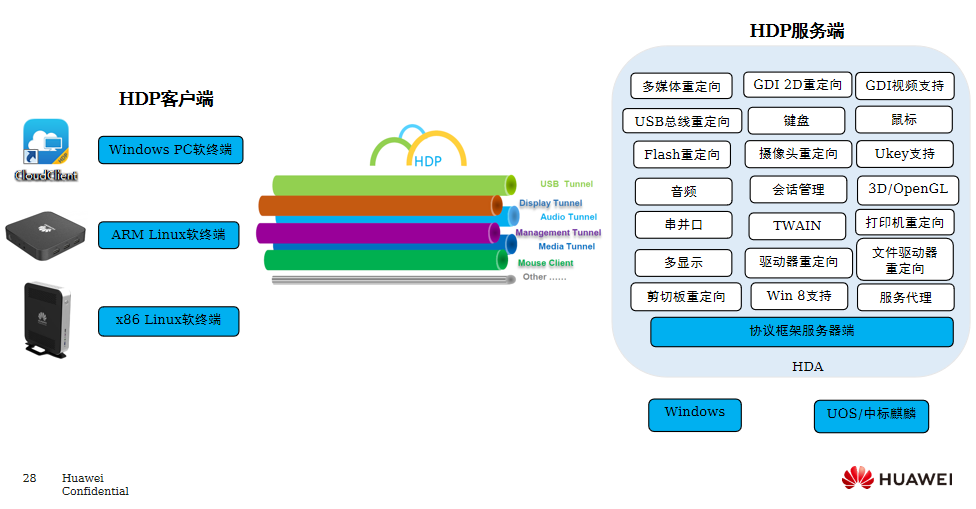 HDP服务端
HDP客户端
CloudClient
Windows PC软终端
ARM Linux软终端
x86 Linux软终端
HDP
USB Tunnel
Display Tunnel
Audio Tunnel
Management Tunnel
Media Tunnel
Mouse Client
Other ......
多媒体重定向
GDI 2D重定向
GDI视频支持
USB总线重定向
键盘
鼠标
Flash重定向
摄像头重定向
Ukey支持
音频
会话管理
3D/OpenGL
串并口
TWAIN
打印机重定向
多显示
驱动器重定向
文件驱动器
重定向
剪切板重定向
Win 8支持
服务代理
协议框架服务器端
HDA
Windows
UOS/中标麒麟
28
Huawei
Confidential
HUAWEI